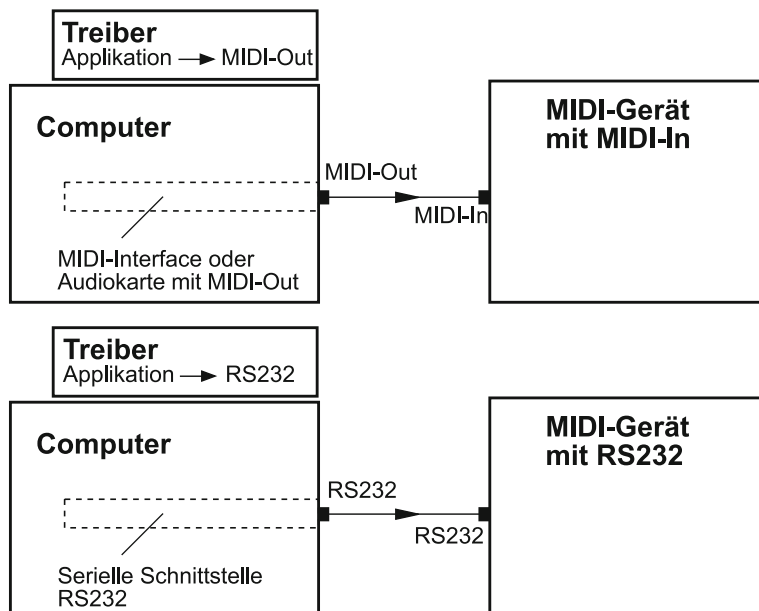 Treiber
Applikation → MIDI-Out
Computer
MIDI-Interface oder
Audiokarte mit MIDI-Out
MIDI-Out
MIDI-In
MIDI-Gerät
mit MIDI-In
Treiber
Applikation → RS232
Computer
Serielle Schnittstelle
RS232
RS232
RS232
MIDI-Gerät
mit RS232